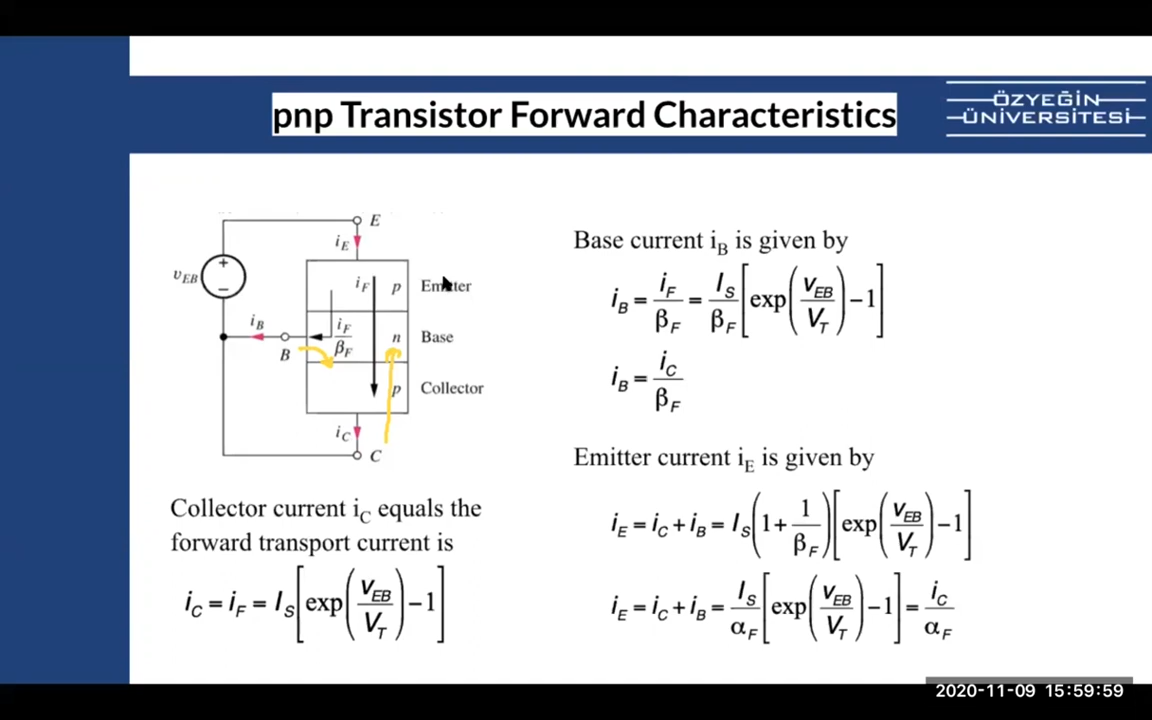 pnp Transistor Forward Characteristics
ÖZYEĞİN
ÜNİVERSİTESİ
E
i_E
v_EB
+
−
i_F p Emitter
i_B
i_F/β_F n Base
B
p Collector
i_C
C
Collector current i_C equals the
forward transport current is
i_C = i_F = I_S[exp(v_EB/V_T) −1]
Base current i_B is given by
i_B = i_F/β_F = I_S/β_F[exp(v_EB/V_T) −1]
i_B = i_C/β_F
Emitter current i_E is given by
i_E = i_C + i_B = I_S(1+ 1/β_F)[exp(v_EB/V_T) −1]
i_E = i_C + i_B = I_S/α_F[exp(v_EB/V_T) −1] = i_C/α_F
2020-11-09 15:59:59